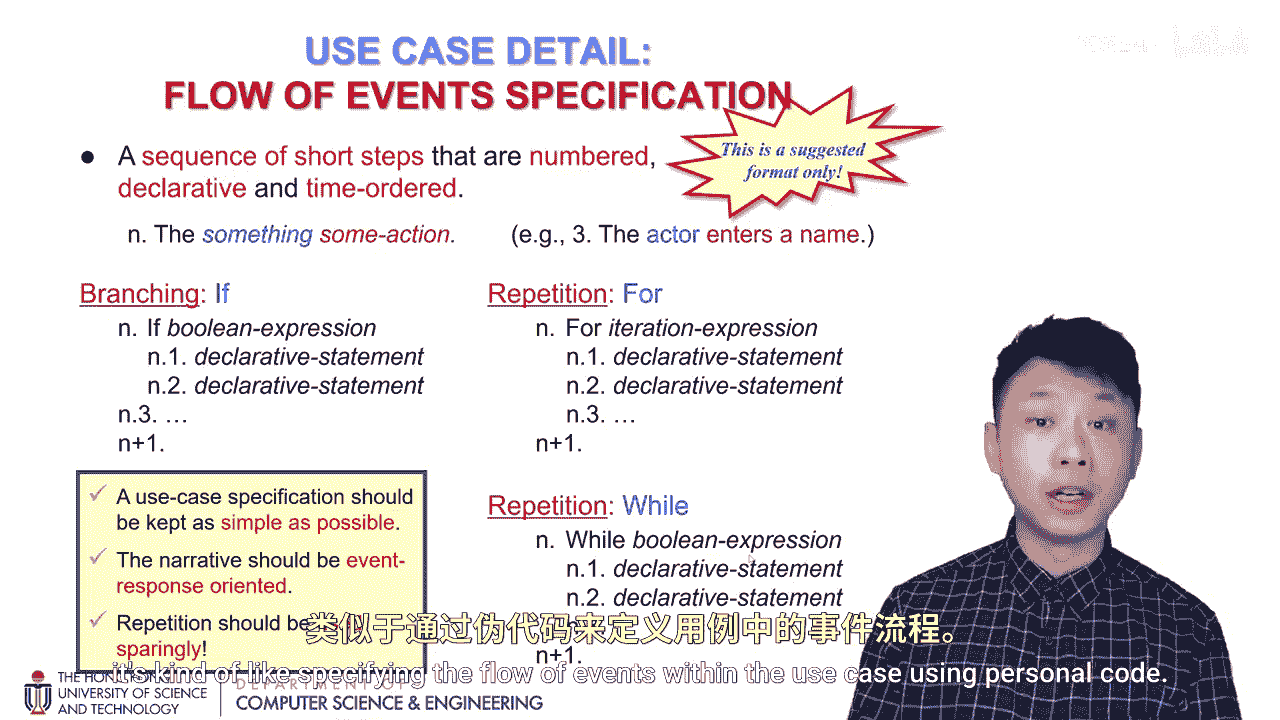 USE CASE DETAIL:
FLOW OF EVENTS SPECIFICATION
This is a suggested
format only!
● A sequence of short steps that are numbered,
declarative and time-ordered.
n. The something some-action. (e.g., 3. The actor enters a name.)
Branching: If
n. If boolean-expression
n.1. declarative-statement
n.2. declarative-statement
n.3. …
n+1.
✓ A use-case specification should
be kept as simple as possible.
✓ The narrative should be event-
response oriented.
✓ Repetition should be
sparingly!
Repetition: For
n. For iteration-expression
n.1. declarative-statement
n.2. declarative-statement
n.3. …
n+1.
Repetition: While
n. While boolean-expression
n.1. declarative-statement
n.2. declarative-statement
n+1.
类似于通过伪代码来定义用例中的事件流程。
it's kind of like specifying the flow of events within the use case using personal code.
THE HONG KONG
UNIVERSITY OF SCIENCE
AND TECHNOLOGY
DEPARTMENT OF
COMPUTER SCIENCE & ENGINEERING